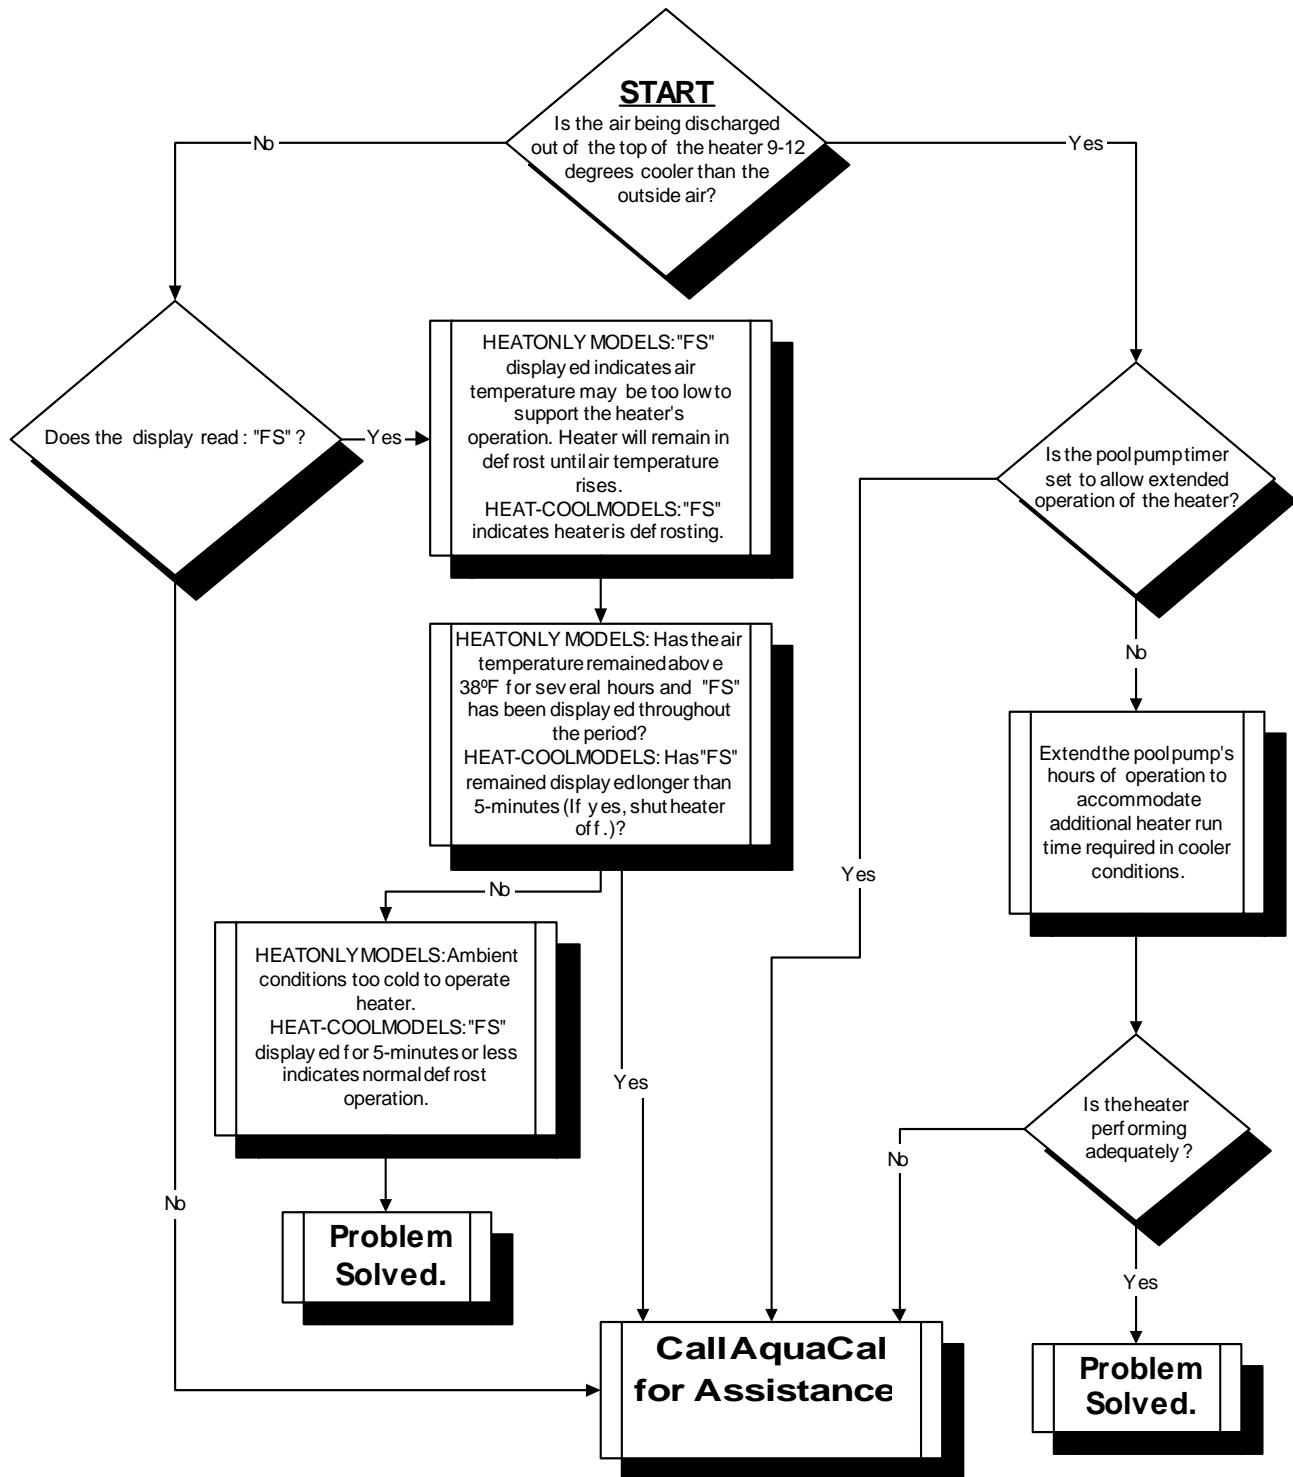 START
Is the air being discharged
out of the top of the heater 9-12
degrees cooler than the
outside air?
No
Yes
Does the display read : "FS" ?
Yes
HEATONLY MODELS: "FS"
displayed indicates air
temperature may be too low to
support the heater's
operation. Heater will remain in
defrost until air temperature
rises.
HEAT-COOL MODELS: "FS"
indicates heater is defrosting.
Is the pool pump timer
set to allow extended
operation of the heater?
HEATONLY MODELS: Has the air
temperature remained above
38ºF for several hours and "FS"
has been displayed throughout
the period?
HEAT-COOL MODELS: Has "FS"
remained displayed longer than
5-minutes (If yes, shut heater
off.)?
No
Extend the pool pump's
hours of operation to
accommodate
additional heater run
time required in cooler
conditions.
No
Yes
HEATONLY MODELS: Ambient
conditions too cold to operate
heater.
HEAT-COOL MODELS: "FS"
displayed for 5-minutes or less
indicates normal defrost
operation.
Yes
Is the heater
performing
adequately?
No
No
Problem
Solved.
Yes
Call AquaCal
for Assistance
Problem
Solved.